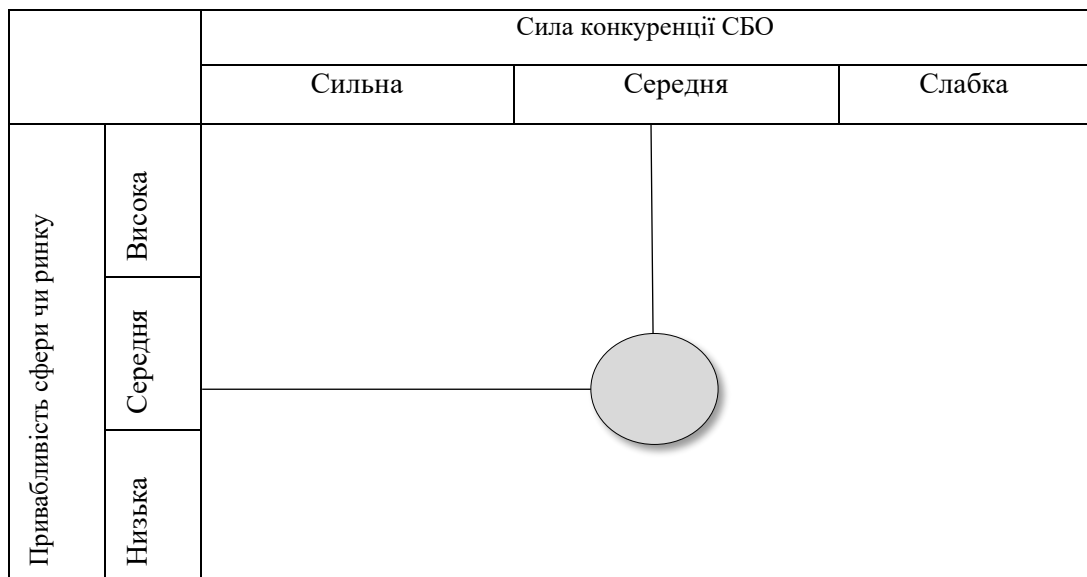 Сила конкуренції СБО
Сильна
Середня
Слабка
Привабливість сфери чи ринку
Висока
Середня
Низька